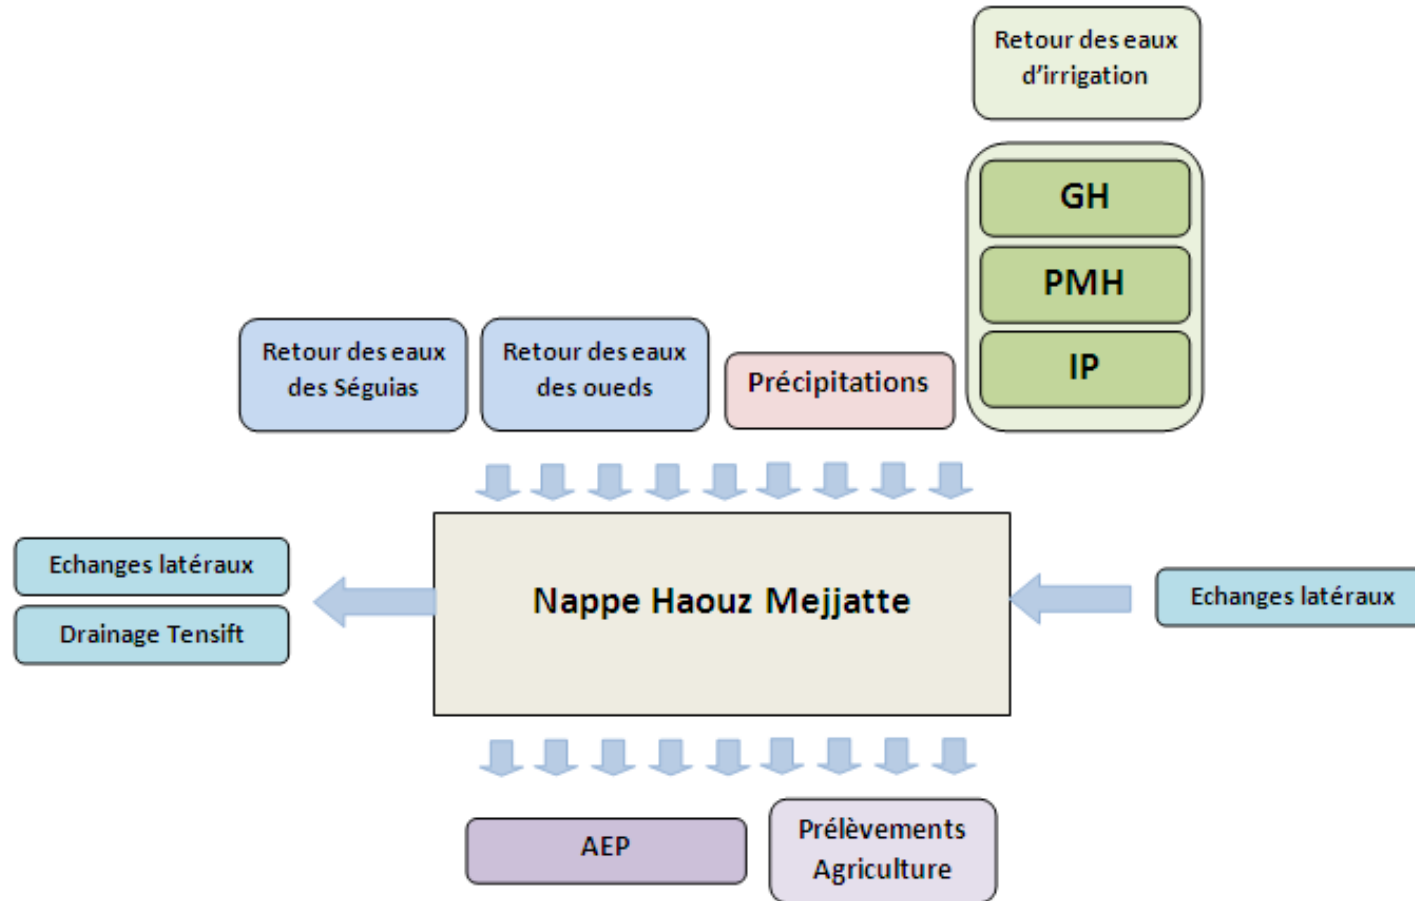 Retour des eaux
d'irrigation
GH
PMH
IP
Retour des eaux
des Séguias
Retour des eaux
des oueds
Précipitations
Nappe Haouz Mejjatte
Echanges latéraux
Drainage Tensift
Echanges latéraux
AEP
Prélèvements
Agriculture